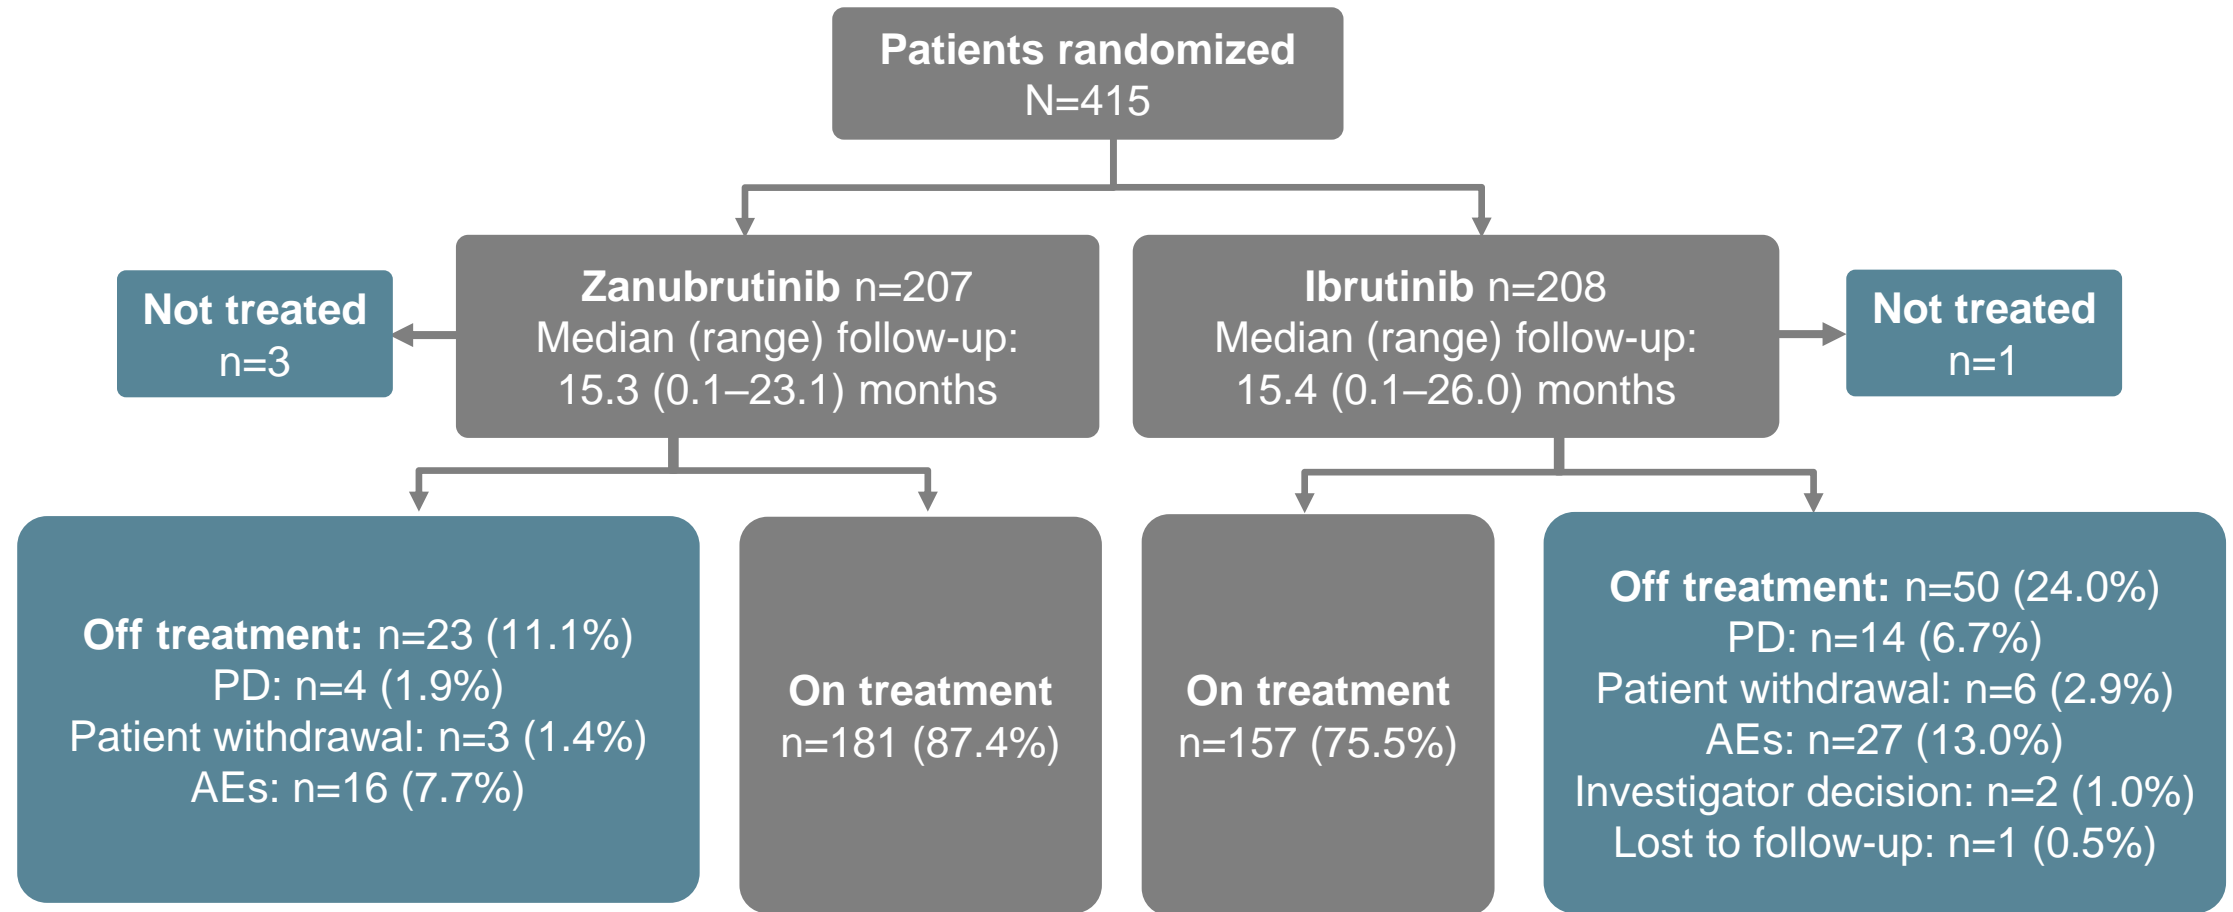 Patients randomized
N=415
Not treated
n=3
Zanubrutinib n=207
Median (range) follow-up:
15.3 (0.1–23.1) months
Ibrutinib n=208
Median (range) follow-up:
15.4 (0.1–26.0) months
Not treated
n=1
Off treatment: n=23 (11.1%)
PD: n=4 (1.9%)
Patient withdrawal: n=3 (1.4%)
AEs: n=16 (7.7%)
On treatment
n=181 (87.4%)
On treatment
n=157 (75.5%)
Off treatment: n=50 (24.0%)
PD: n=14 (6.7%)
Patient withdrawal: n=6 (2.9%)
AEs: n=27 (13.0%)
Investigator decision: n=2 (1.0%)
Lost to follow-up: n=1 (0.5%)